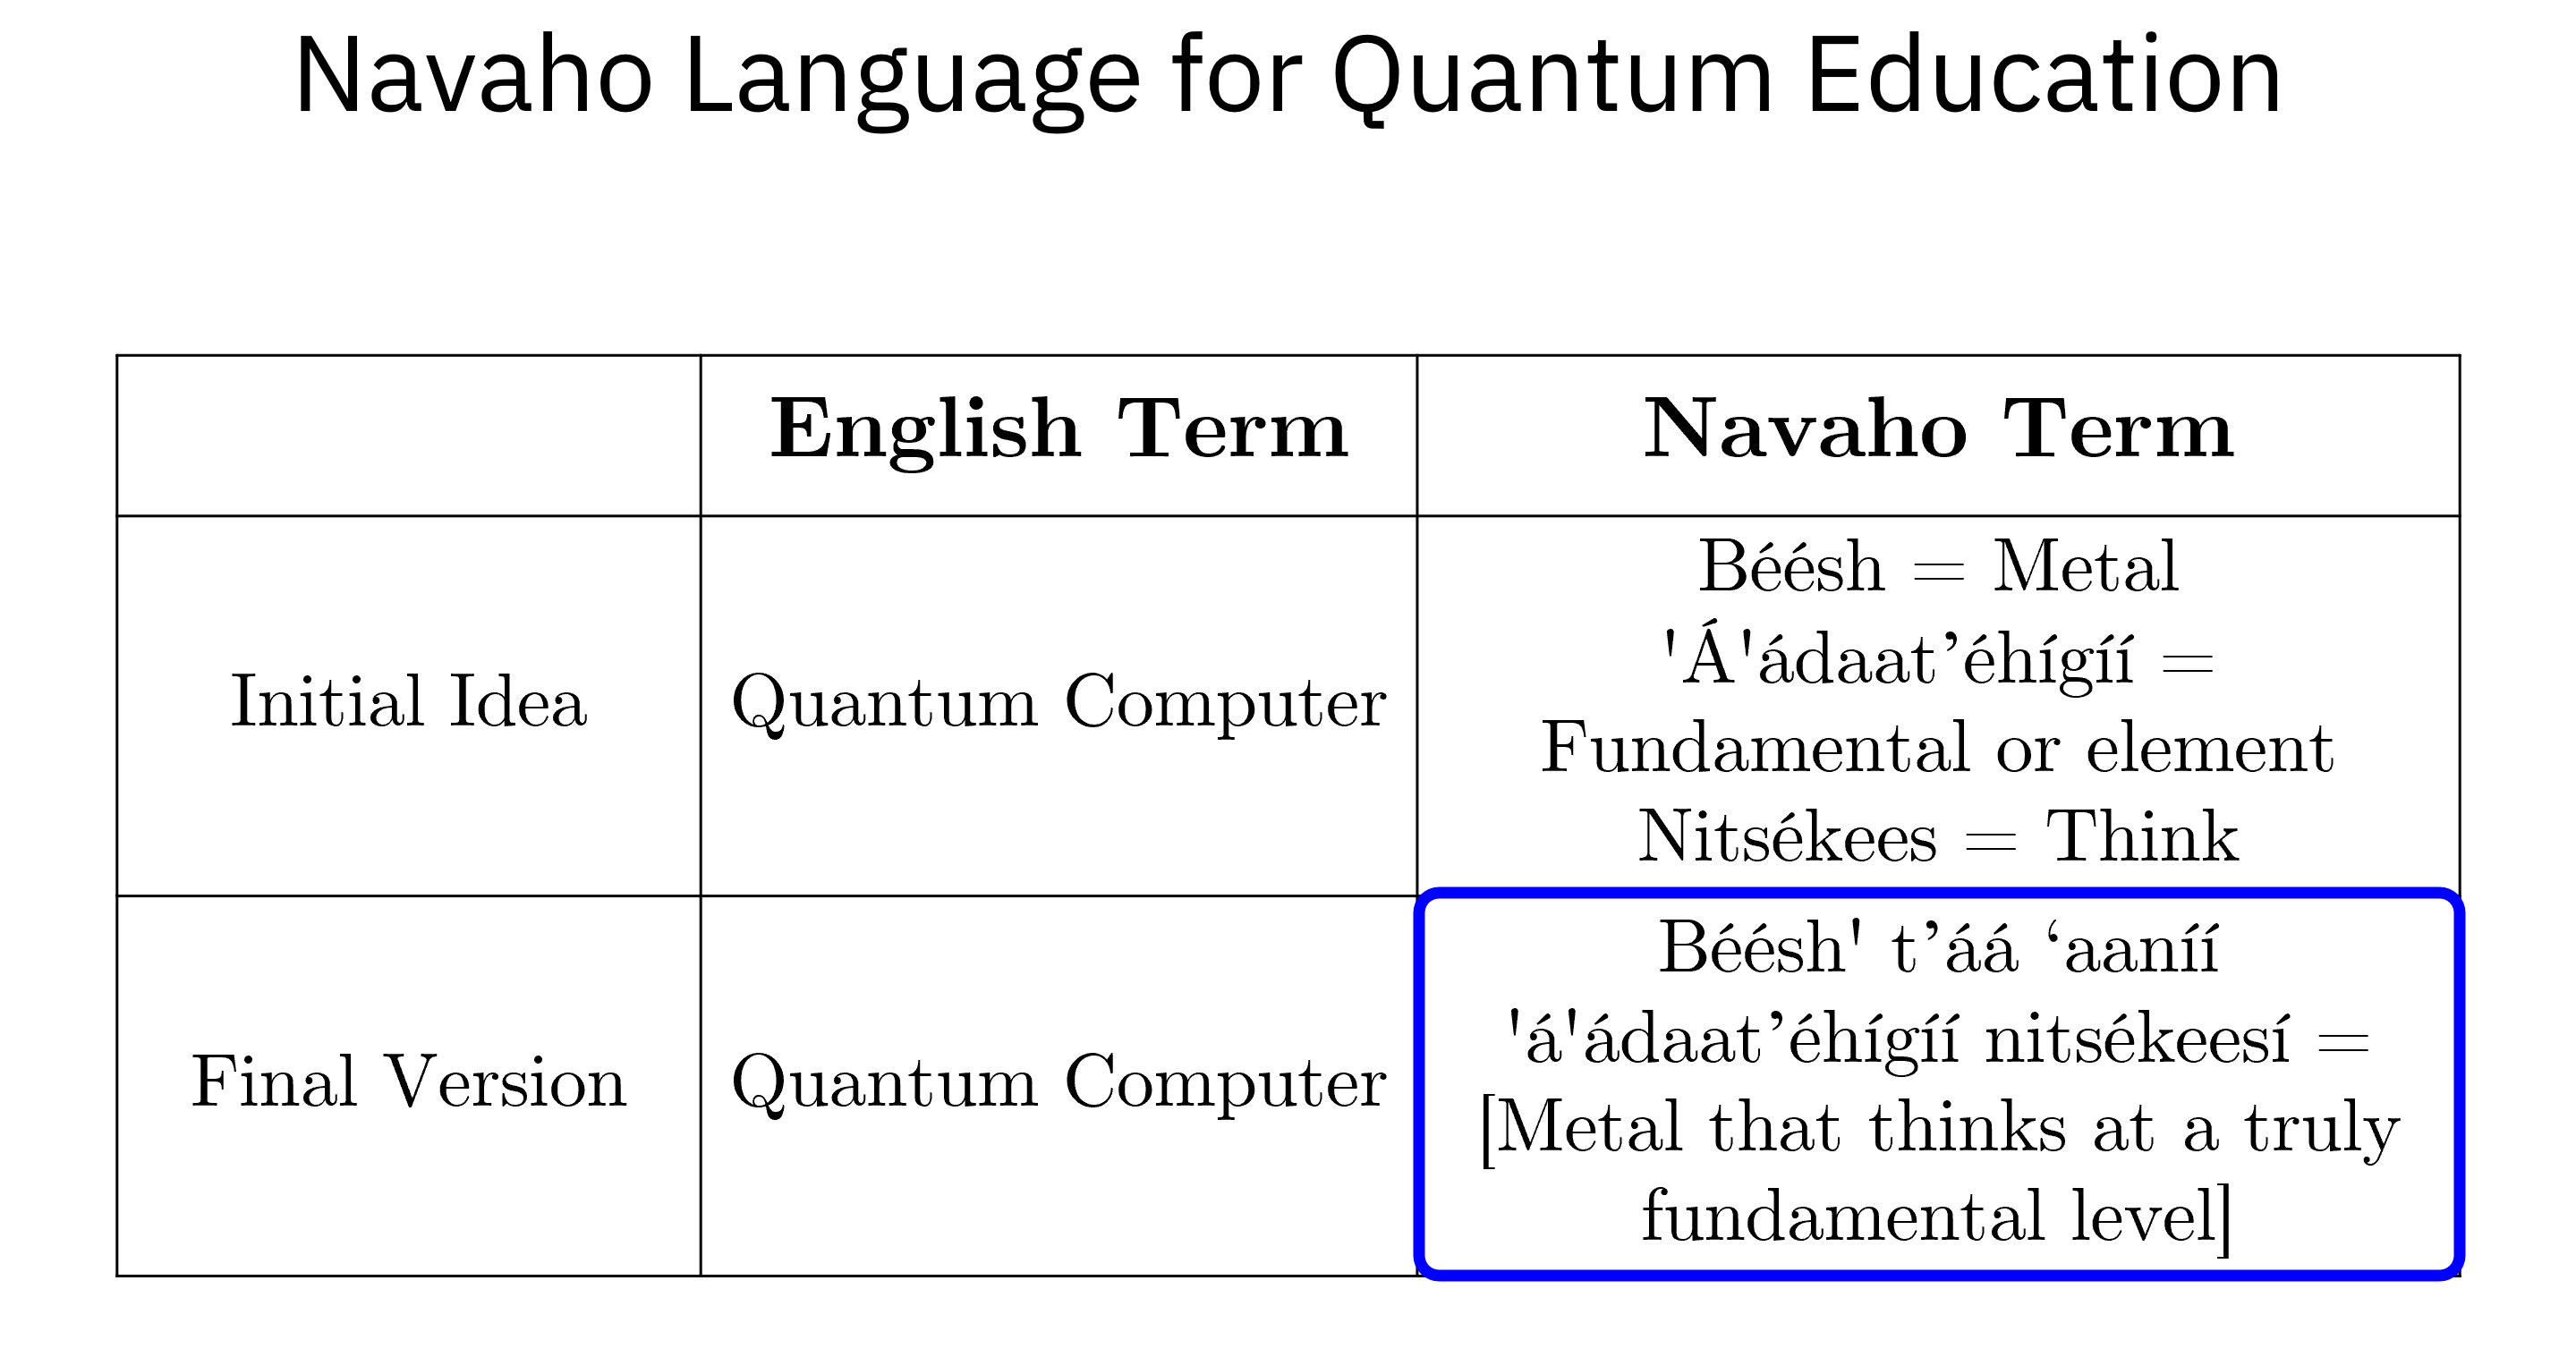 Navaho Language for Quantum Education
English Term
Navaho Term
Initial Idea
Quantum Computer
Béésh = Metal
'Á'ádaat’éhígíí =
Fundamental or element
Nitsékees = Think
Final Version
Quantum Computer
Béésh' t’áá ‘aaníí
'á'ádaat’éhígíí nitsékeesí =
[Metal that thinks at a truly
fundamental level]